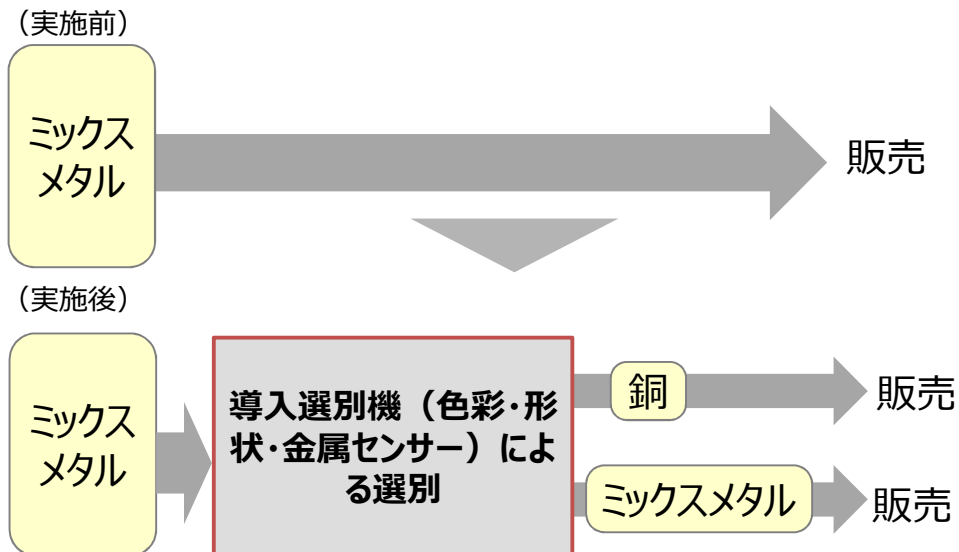 （実施前）
ミックス
メタル
販売
（実施後）
ミックス
メタル
導入選別機（色彩・形
状・金属センサー）によ
る選別
銅
販売
ミックスメタル
販売